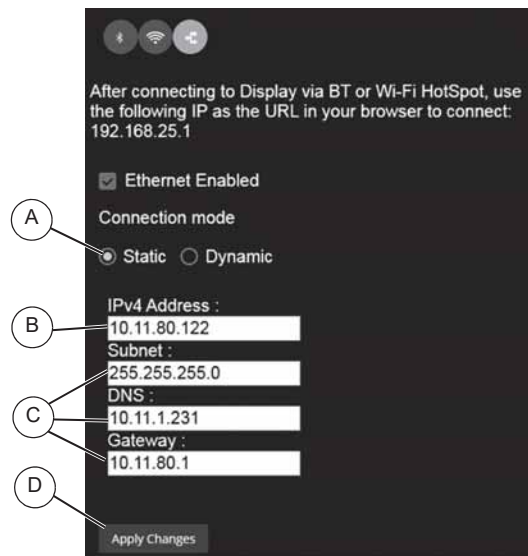 After connecting to Display via BT or Wi-Fi HotSpot, use
the following IP as the URL in your browser to connect:
192.168.25.1
Ethernet Enabled
Connection mode
A
Static Dynamic
IPv4 Address :
B
10.11.80.122
Subnet :
255.255.255.0
DNS :
C
10.11.1.231
Gateway :
10.11.80.1
D
Apply Changes